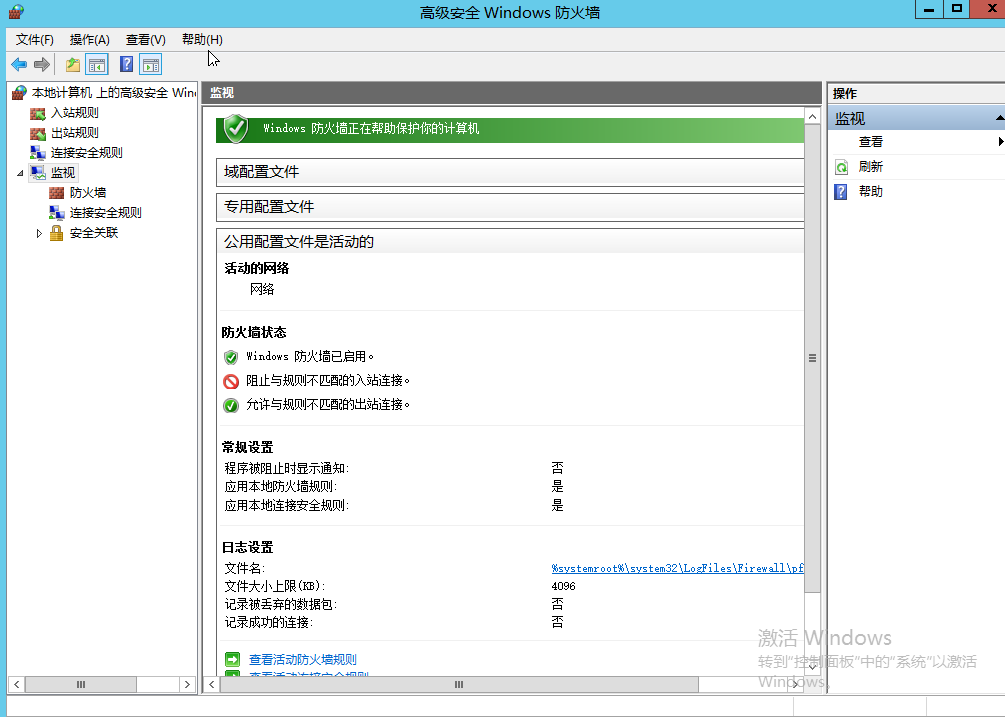 高级安全 Windows 防火墙
文件(F) 操作(A) 查看(V) 帮助(H)
本地计算机 上的高级安全 Win
入站规则
出站规则
连接安全规则
监视
防火墙
连接安全规则
安全关联
监视
Windows 防火墙正在帮助保护你的计算机
域配置文件
专用配置文件
公用配置文件是活动的
活动的网络
网络
防火墙状态
Windows 防火墙已启用。
阻止与规则不匹配的入站连接。
允许与规则不匹配的出站连接。
常规设置
程序被阻止时显示通知: 否
应用本地防火墙规则: 是
应用本地连接安全规则: 是
日志设置
文件名: %systemroot%\system32\LogFiles\Firewall\pf
文件大小上限(KB): 4096
记录被丢弃的数据包: 否
记录成功的连接: 否
查看活动防火墙规则
查看活动连接安全规则
操作
监视
查看
刷新
帮助
激活 Windows
转到"控制面板"中的"系统"以激活
Windows。